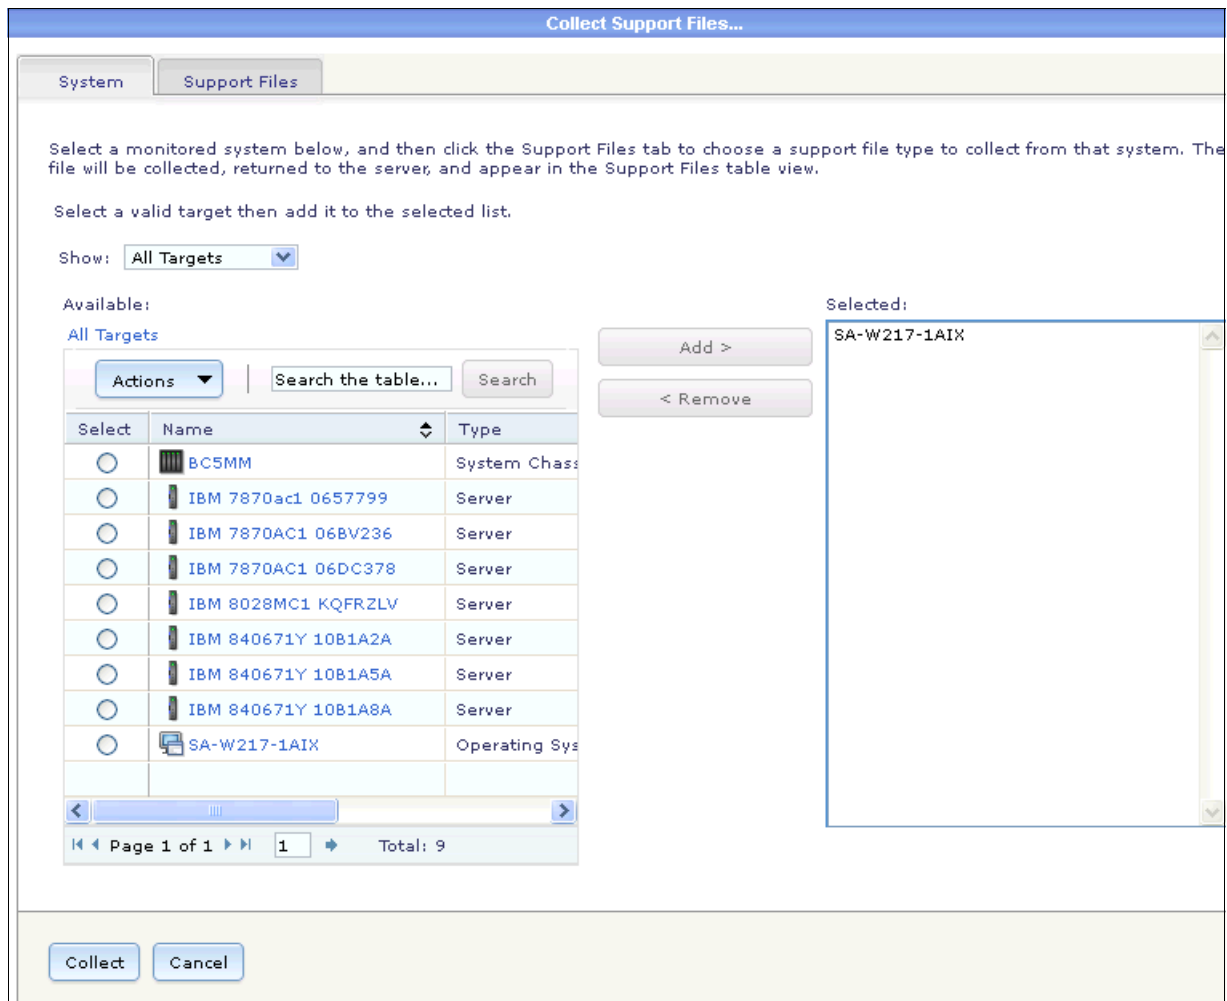 Collect Support Files...
System
Support Files
Select a monitored system below, and then click the Support Files tab to choose a support file type to collect from that system. The
file will be collected, returned to the server, and appear in the Support Files table view.
Select a valid target then add it to the selected list.
Show: All Targets
Available:
Selected:
All Targets
Add >
SA-W217-1AIX
Actions Search the table... Search
< Remove
Select Name Type
BC5MM System Chass
IBM 7870ac1 0657799 Server
IBM 7870AC1 06BV236 Server
IBM 7870AC1 06DC378 Server
IBM 8028MC1 KQFRZLV Server
IBM 840671Y 10B1A2A Server
IBM 840671Y 10B1A5A Server
IBM 840671Y 10B1A8A Server
SA-W217-1AIX Operating Sys
Page 1 of 1 1 Total: 9
Collect Cancel